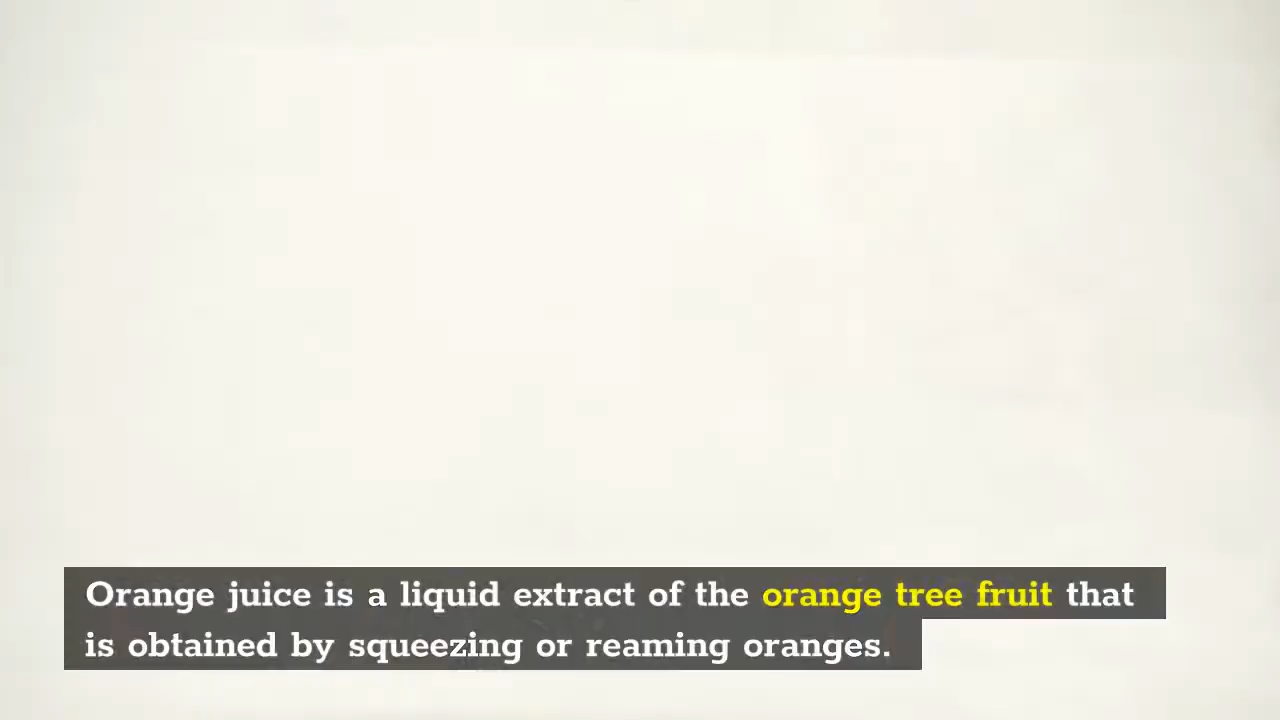 Orange juice is a liquid extract of the orange tree fruit that
is obtained by squeezing or reaming oranges.